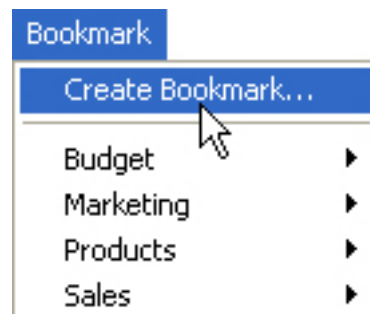 Bookmark
Create Bookmark...
Budget
Marketing
Products
Sales